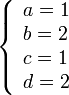 a = 1
b = 2
c = 1
d = 2